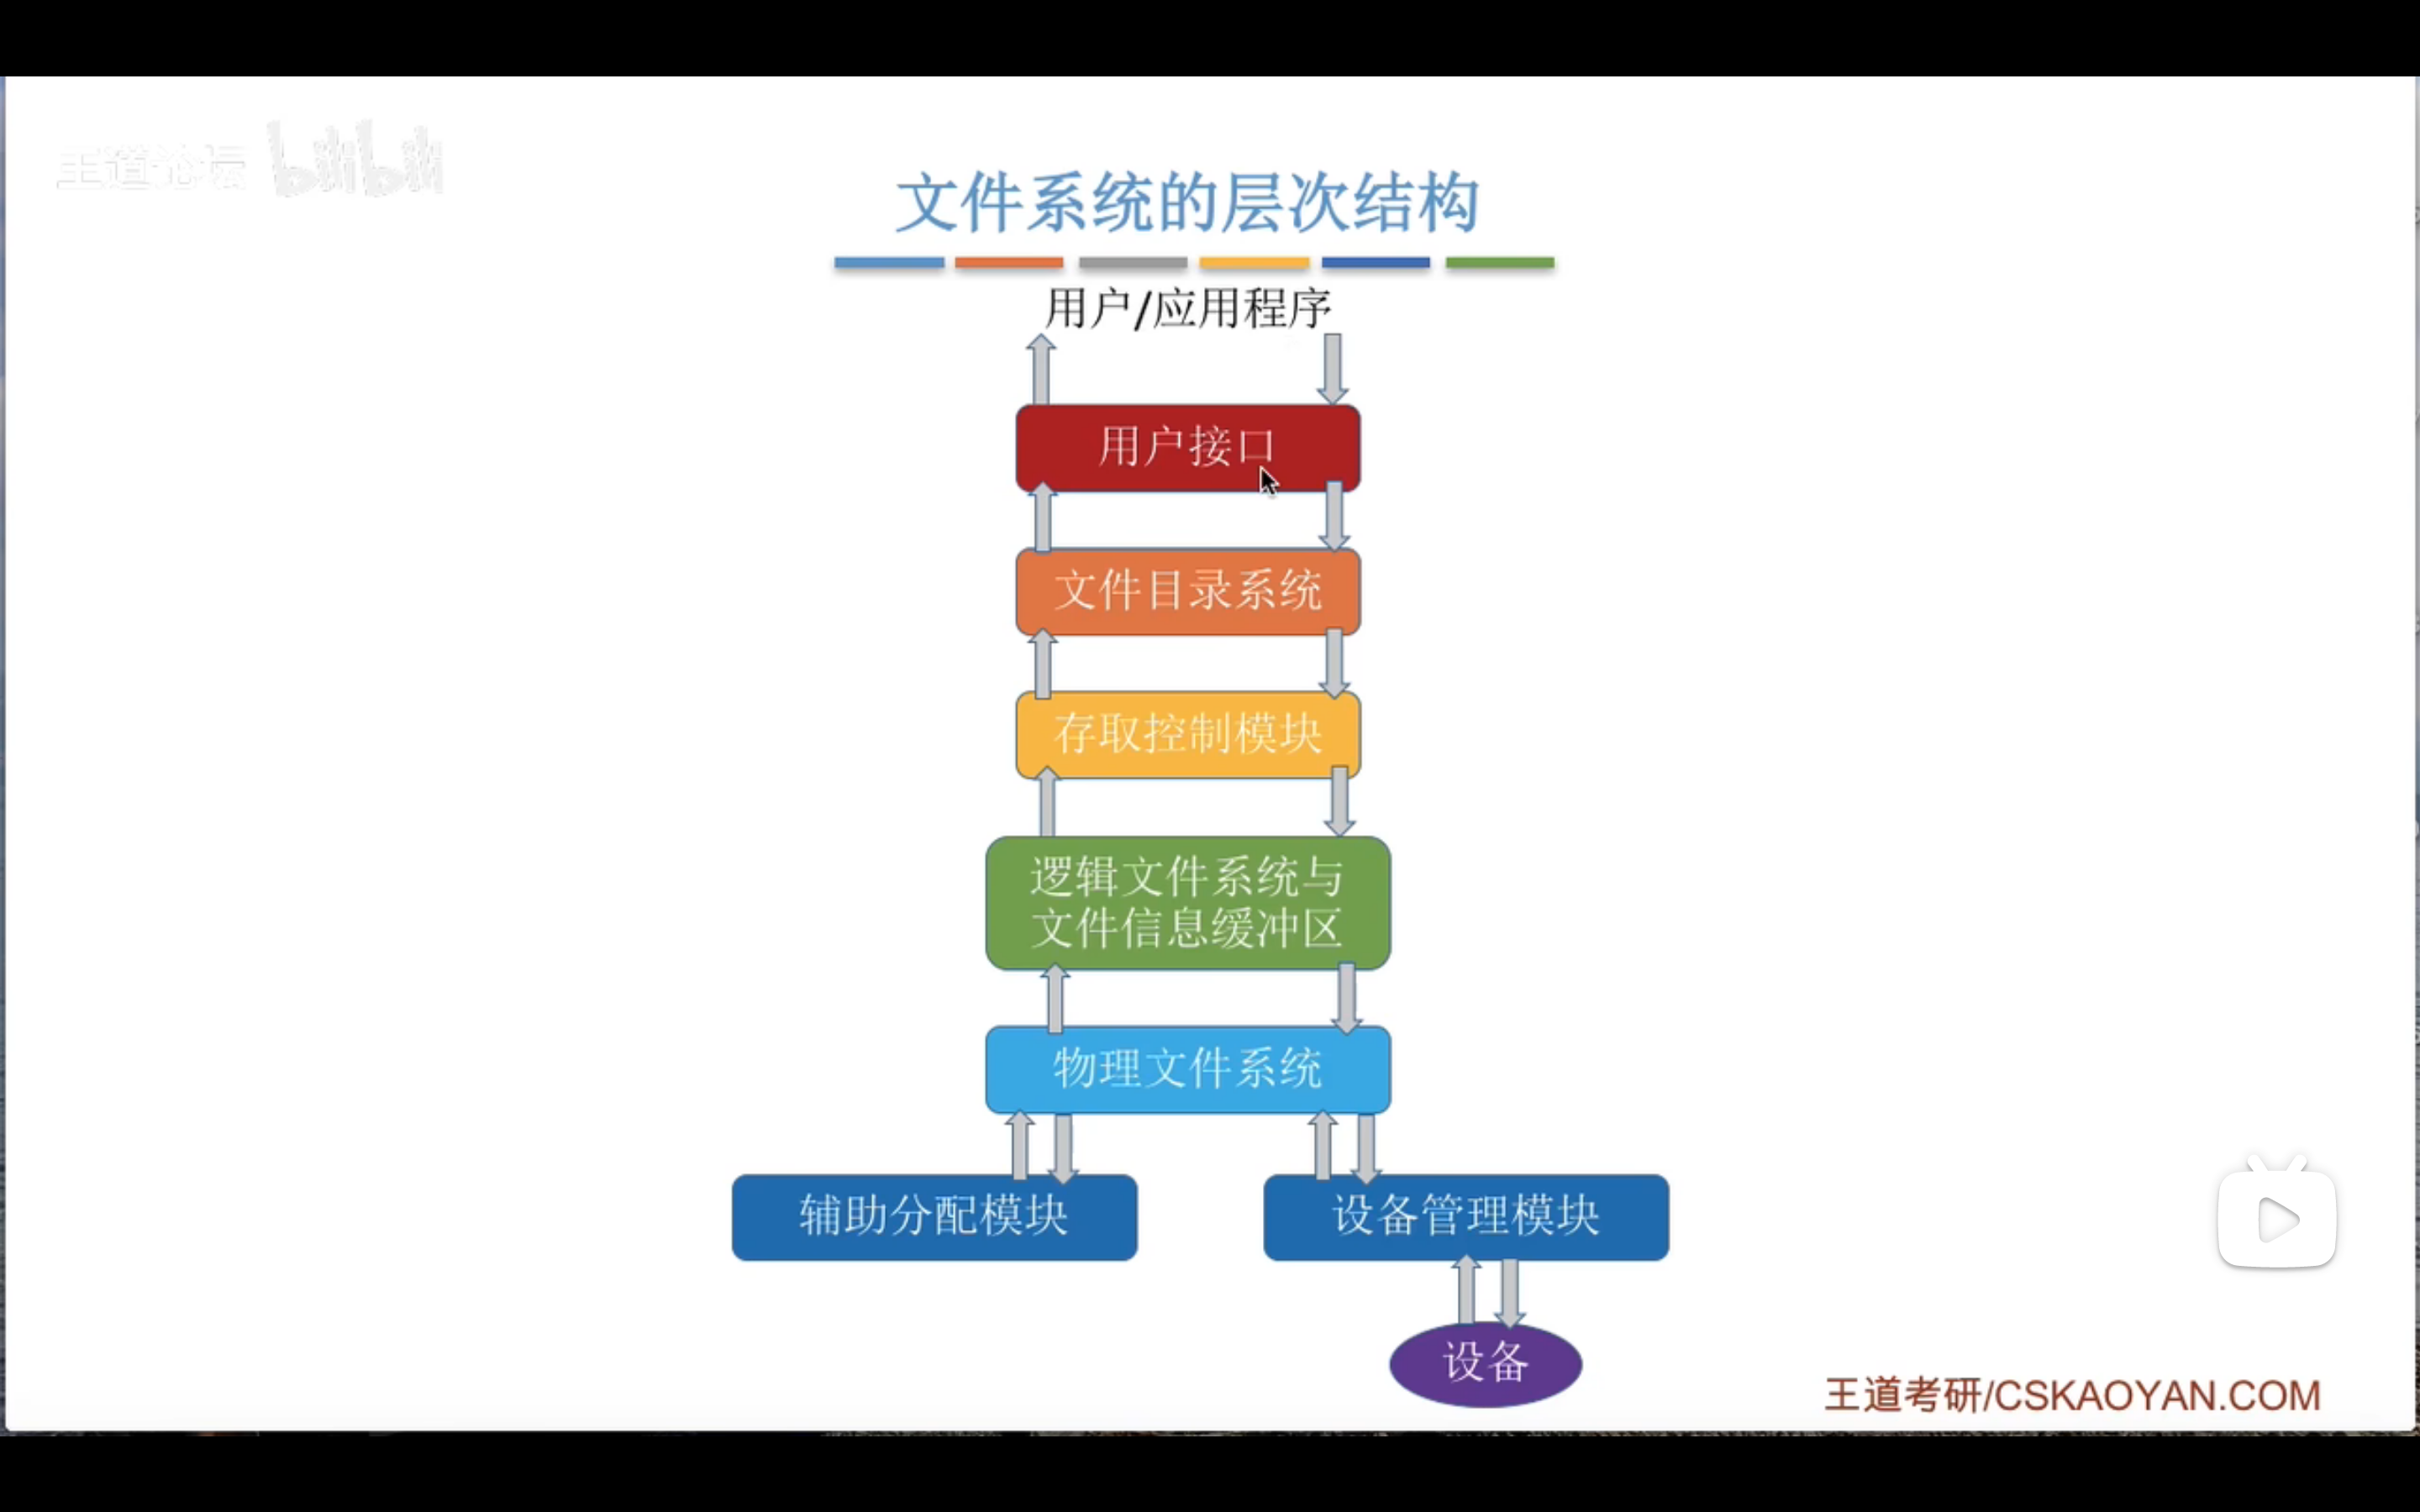 王道论坛 bilibili
文件系统的层次结构
用户/应用程序
用户接口
文件目录系统
存取控制模块
逻辑文件系统与
文件信息缓冲区
物理文件系统
辅助分配模块
设备管理模块
设备
王道考研/CSKAOYAN.COM